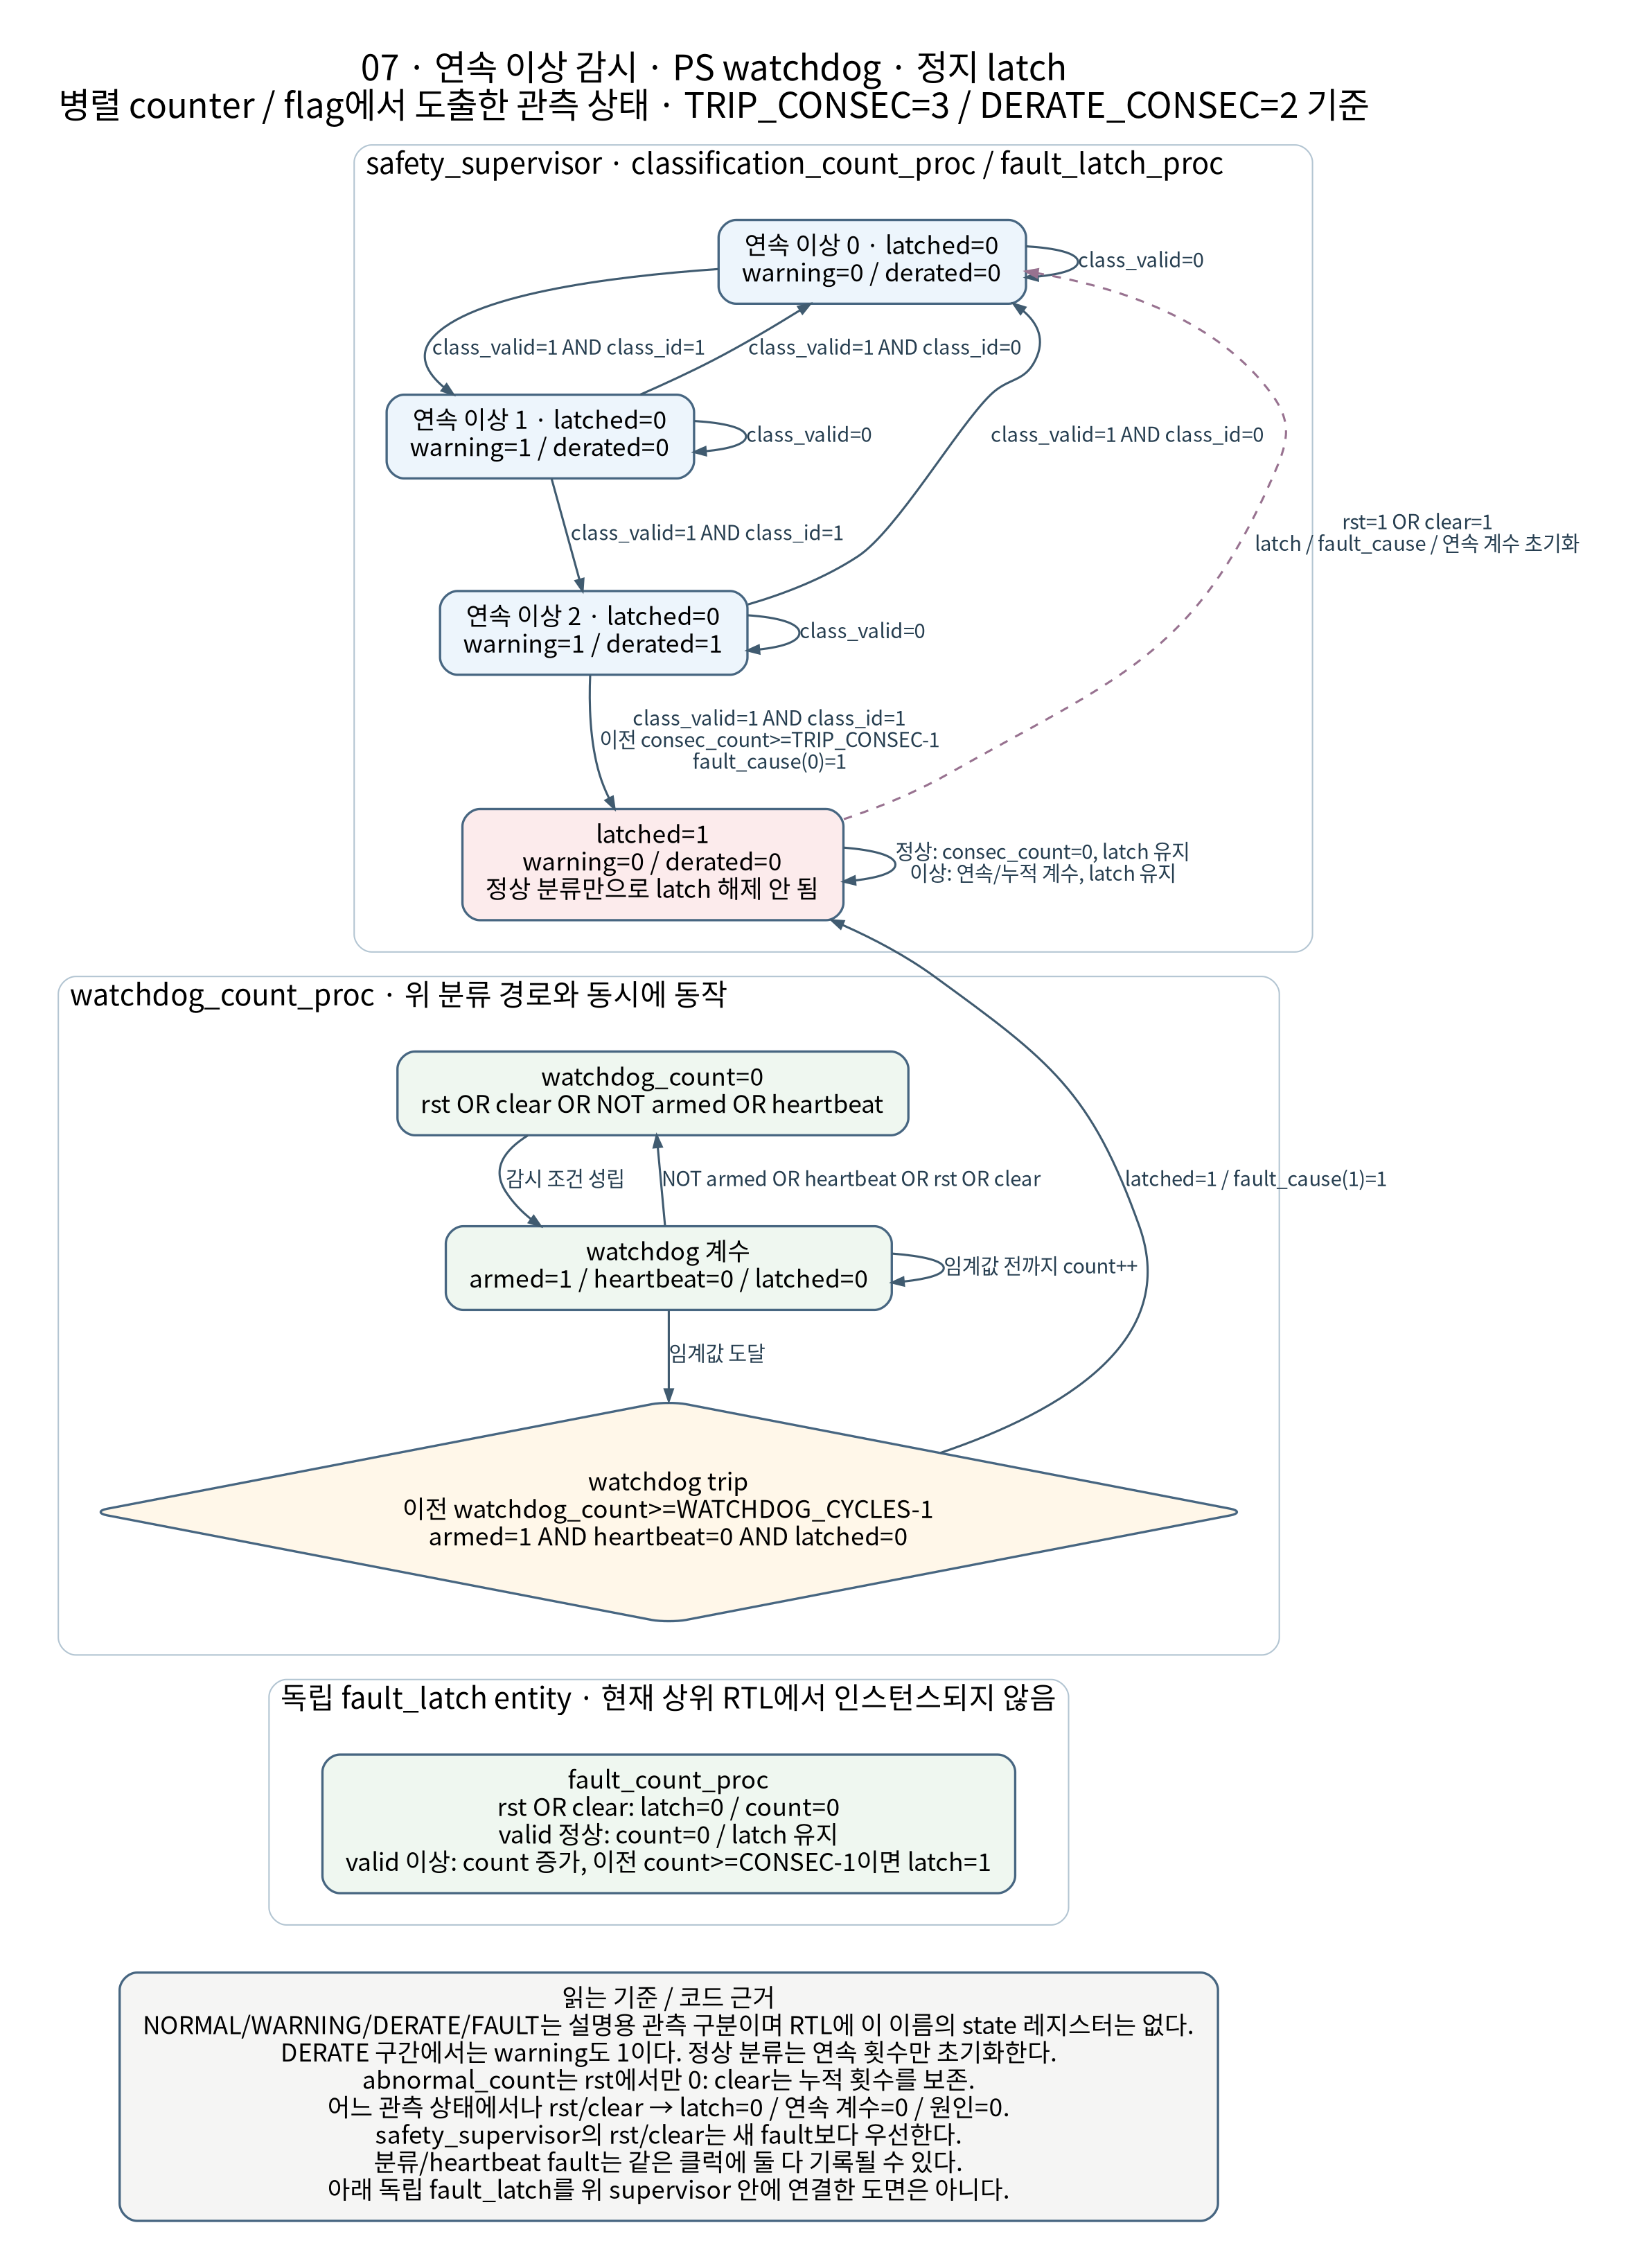 07 · 연속 이상 감시 · PS watchdog · 정지 latch
병렬 counter / flag에서 도출한 관측 상태 · TRIP_CONSEC=3 / DERATE_CONSEC=2 기준
safety_supervisor · classification_count_proc / fault_latch_proc
연속 이상 0 · latched=0
warning=0 / derated=0
class_valid=0
class_valid=1 AND class_id=1
class_valid=1 AND class_id=0
연속 이상 1 · latched=0
warning=1 / derated=0
class_valid=0
class_valid=1 AND class_id=0
rst=1 OR clear=1
latch / fault_cause / 연속 계수 초기화
class_valid=1 AND class_id=1
연속 이상 2 · latched=0
warning=1 / derated=1
class_valid=0
class_valid=1 AND class_id=1
이전 consec_count>=TRIP_CONSEC-1
fault_cause(0)=1
latched=1
warning=0 / derated=0
정상 분류만으로 latch 해제 안 됨
정상: consec_count=0, latch 유지
이상: 연속/누적 계수, latch 유지
watchdog_count_proc · 위 분류 경로와 동시에 동작
watchdog_count=0
rst OR clear OR NOT armed OR heartbeat
감시 조건 성립
NOT armed OR heartbeat OR rst OR clear
latched=1 / fault_cause(1)=1
watchdog 계수
armed=1 / heartbeat=0 / latched=0
임계값 전까지 count++
임계값 도달
watchdog trip
이전 watchdog_count>=WATCHDOG_CYCLES-1
armed=1 AND heartbeat=0 AND latched=0
독립 fault_latch entity · 현재 상위 RTL에서 인스턴스되지 않음
fault_count_proc
rst OR clear: latch=0 / count=0
valid 정상: count=0 / latch 유지
valid 이상: count 증가, 이전 count>=CONSEC-1이면 latch=1
읽는 기준 / 코드 근거
NORMAL/WARNING/DERATE/FAULT는 설명용 관측 구분이며 RTL에 이 이름의 state 레지스터는 없다.
DERATE 구간에서는 warning도 1이다. 정상 분류는 연속 횟수만 초기화한다.
abnormal_count는 rst에서만 0: clear는 누적 횟수를 보존.
어느 관측 상태에서나 rst/clear → latch=0 / 연속 계수=0 / 원인=0.
safety_supervisor의 rst/clear는 새 fault보다 우선한다.
분류/heartbeat fault는 같은 클럭에 둘 다 기록될 수 있다.
아래 독립 fault_latch를 위 supervisor 안에 연결한 도면은 아니다.